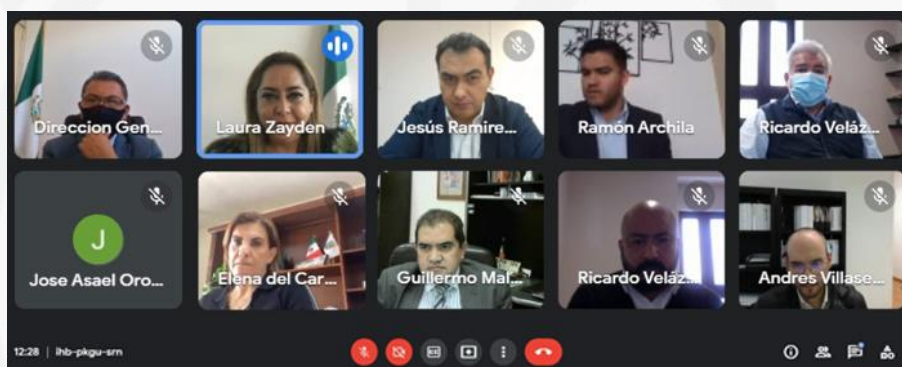 Direccion Gen...
Laura Zayden
Jesús Ramire...
Ramón Archila
Ricardo Veláz...
J
Jose Asael Oro...
Elena del Car...
Guillermo Mal...
Ricardo Veláz...
Andres Villase...
12:28 | ihb-pkgu-srn